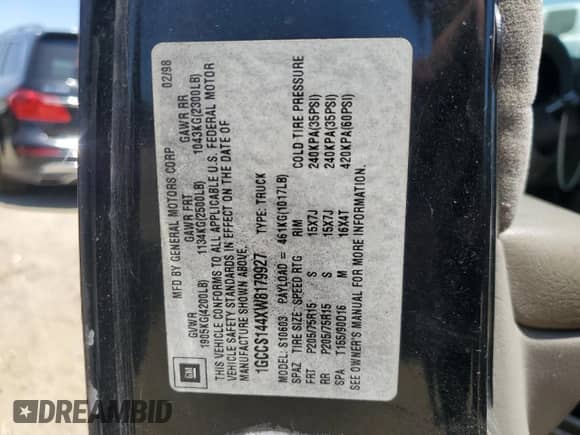 MFD BY GENERAL MOTORS CORP 02/98
GVWR GAWR FRT GAWR RR
1905KG(4200LB) 1134KG(2500LB) 1043KG(2300LB)
THIS VEHICLE CONFORMS TO ALL APPLICABLE U.S. FEDERAL MOTOR
VEHICLE SAFETY STANDARDS IN EFFECT ON THE DATE OF
MANUFACTURE SHOWN ABOVE.
1GCCS144XW8179927 TYPE: TRUCK
MODEL: S10603 PAYLOAD = 461KG(1017LB)
SPAZ TIRE SIZE SPEED RTG RIM COLD TIRE PRESSURE
FRT P205/75R15 S 15X7J 240KPA(35PSI)
RR P205/75R15 S 15X7J 240KPA(35PSI)
SPA T155/90D16 M 16X4T 420KPA(60PSI)
SEE OWNER'S MANUAL FOR MORE INFORMATION
GM
DREAMBID